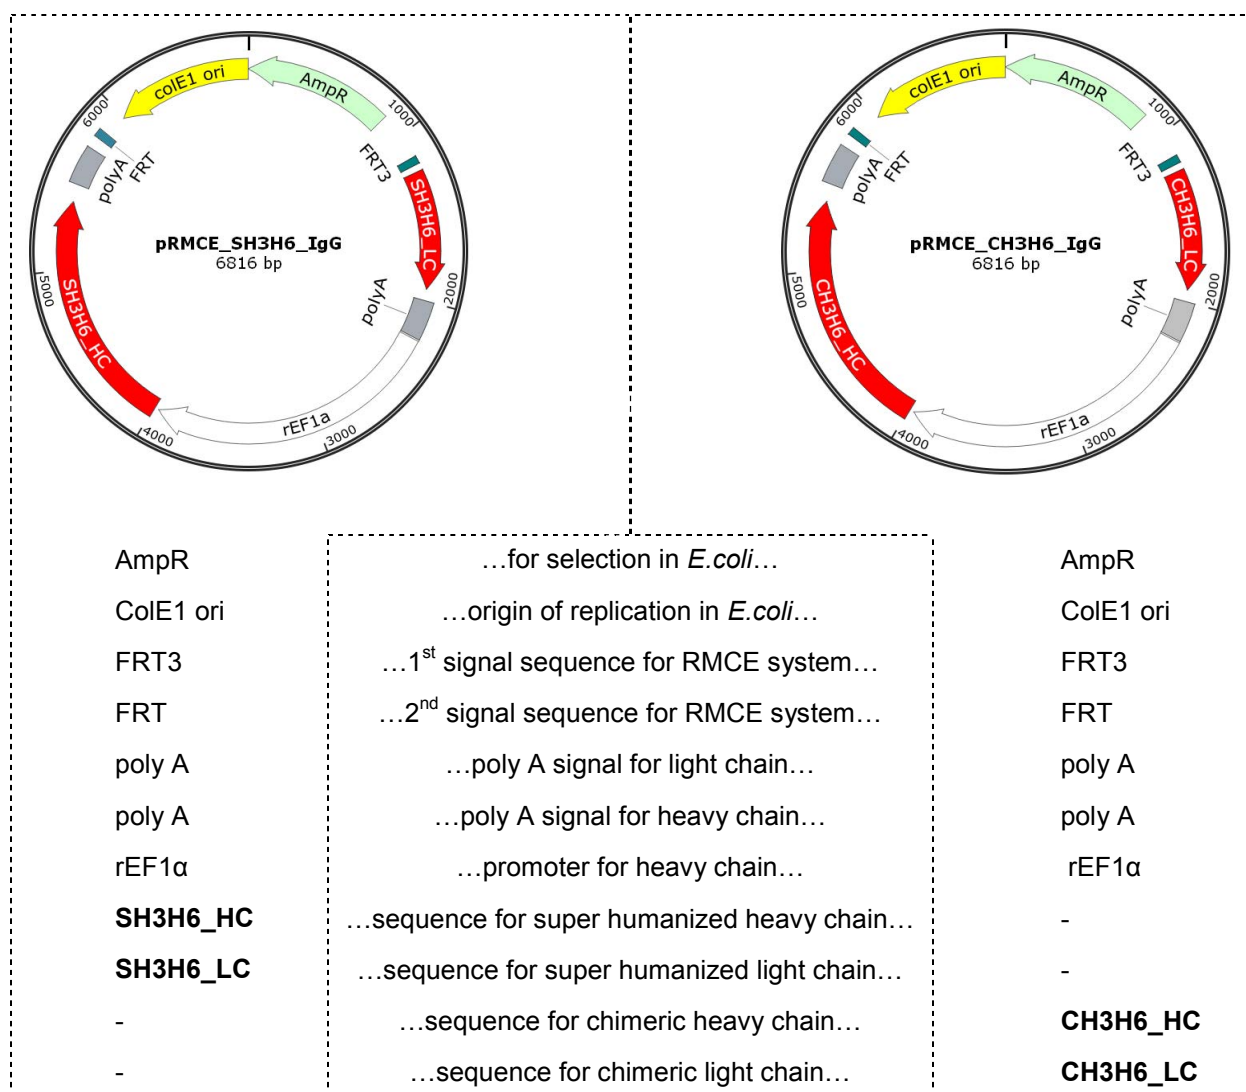 colE1 ori
AmpR
6000
1000
FRT
polyA
FRT3
SH3H6_LC
pRMCE_SH3H6_IgG
6816 bp
5000
2000
polyA
SH3H6_HC
rEF1a
4000
3000
colE1 ori
AmpR
6000
1000
FRT
polyA
FRT3
CH3H6_LC
pRMCE_CH3H6_IgG
6816 bp
5000
2000
polyA
CH3H6_HC
rEF1a
4000
3000
AmpR …for selection in E.coli… AmpR
ColE1 ori …origin of replication in E.coli… ColE1 ori
FRT3 …1st signal sequence for RMCE system… FRT3
FRT …2nd signal sequence for RMCE system… FRT
poly A …poly A signal for light chain… poly A
poly A …poly A signal for heavy chain… poly A
rEF1α …promoter for heavy chain… rEF1α
SH3H6_HC …sequence for super humanized heavy chain… -
SH3H6_LC …sequence for super humanized light chain… -
- …sequence for chimeric heavy chain… CH3H6_HC
- …sequence for chimeric light chain… CH3H6_LC